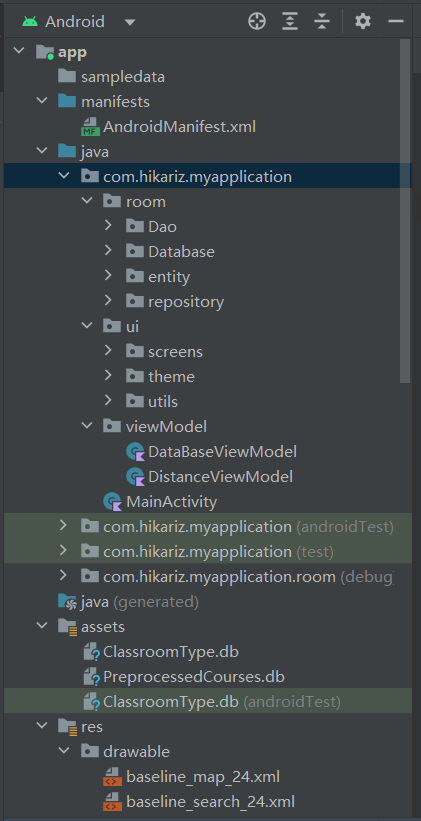 Android
app
sampledata
manifests
MF AndroidManifest.xml
java
com.hikariz.myapplication
room
Dao
Database
entity
repository
ui
screens
theme
utils
viewModel
DataBaseViewModel
DistanceViewModel
MainActivity
com.hikariz.myapplication (androidTest)
com.hikariz.myapplication (test)
com.hikariz.myapplication.room (debug
java (generated)
assets
ClassroomType.db
PreprocessedCourses.db
ClassroomType.db (androidTest)
res
drawable
baseline_map_24.xml
baseline_search_24.xml